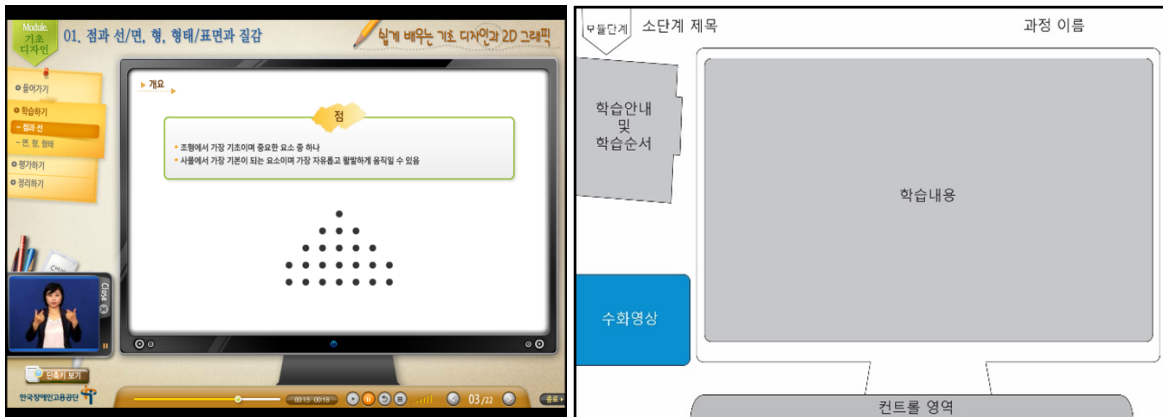 Module.
기초
디자인
01. 점과 선/면, 형, 형태/표면과 질감
쉽게 배우는 기초 디자인과 2D 그래픽
들어가기
학습하기
- 점과 선
- 면, 형, 형태
평가하기
정리하기
개요
점
• 조형에서 가장 기초이며 중요한 요소 중 하나
• 사물에서 가장 기본이 되는 요소이며 가장 자유롭고 활발하게 움직일 수 있음
Close
단축키 보기
한국장애인고용공단
00:13 00:13
03/22
종료
모듈단계
소단계 제목
과정 이름
학습안내
및
학습순서
학습내용
수화영상
컨트롤 영역